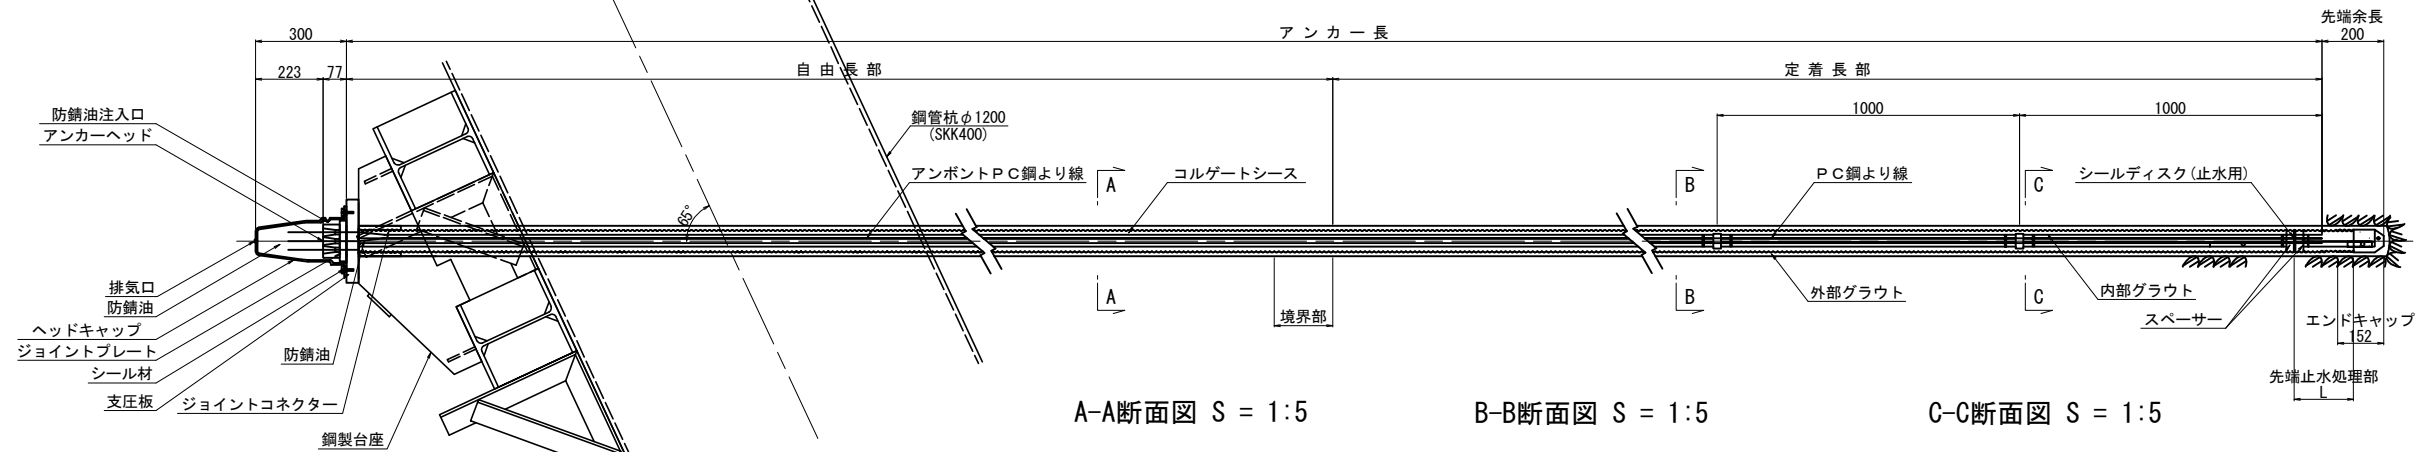 先端余長
300
アンカー長
200
223
77
自由長部
定着長部
防錆油注入口
アンカーヘッド
鋼管杭φ1200
(SKK400)
1000
1000
アンボンドPC鋼より線
A
コルゲートシース
B
PC鋼より線
C
シールディスク(止水用)
65°
排気口
防錆油
ヘッドキャップ
ジョイントプレート
シール材
支圧板
防錆油
ジョイントコネクター
鋼製台座
A
境界部
B
外部グラウト
C
内部グラウト
スペーサー
エンドキャップ
152
先端止水処理部
L
A-A断面図 S = 1:5
B-B断面図 S = 1:5
C-C断面図 S = 1:5